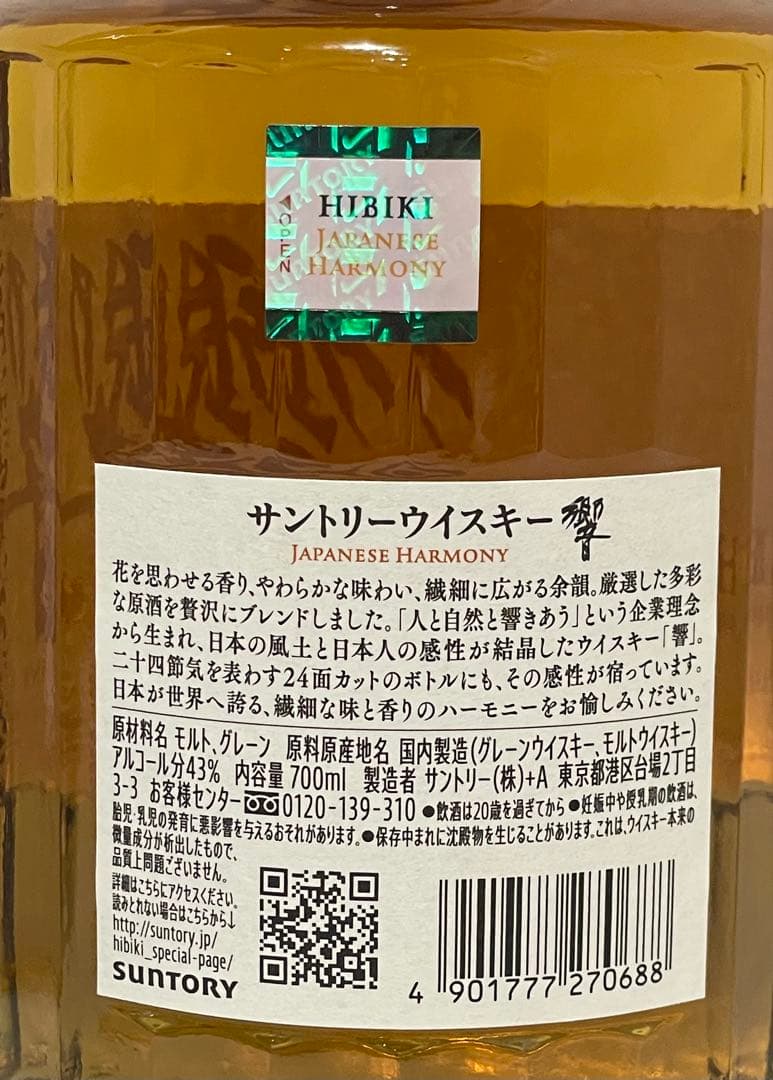 HIBIKI
JAPANESE
HARMONY
◀OPEN
サントリーウイスキー 響
JAPANESE HARMONY
花を思わせる香り、やわらかな味わい、繊細に広がる余韻。厳選した多彩
な原酒を贅沢にブレンドしました。「人と自然と響きあう」という企業理念
から生まれ、日本の風土と日本人の感性が結晶したウイスキー「響」。
二十四節気を表わす24面カットのボトルにも、その感性が宿っています。
日本が世界へ誇る、繊細な味と香りのハーモニーをお愉しみください。
原材料名 モルト、グレーン 原料原産地名 国内製造(グレーンウイスキー、モルトウイスキー)
アルコール分43% 内容量700ml 製造者 サントリー(株)+A 東京都港区台場2丁目
3-3 お客様センター 0120-139-310 ●飲酒は20歳を過ぎてから ●妊娠中や授乳期の飲酒は、
胎児・乳児の発育に悪影響を与えるおそれがあります。●保存中まれに沈殿物を生じることがあります。これは、ウイスキー本来の
微量成分が析出したもので、
品質上問題ございません。
詳細はこちらにアクセスください。
読みとれない場合はこちらから↓
http://suntory.jp/
hibiki_special-page/
SUNTORY
4 901777 270688